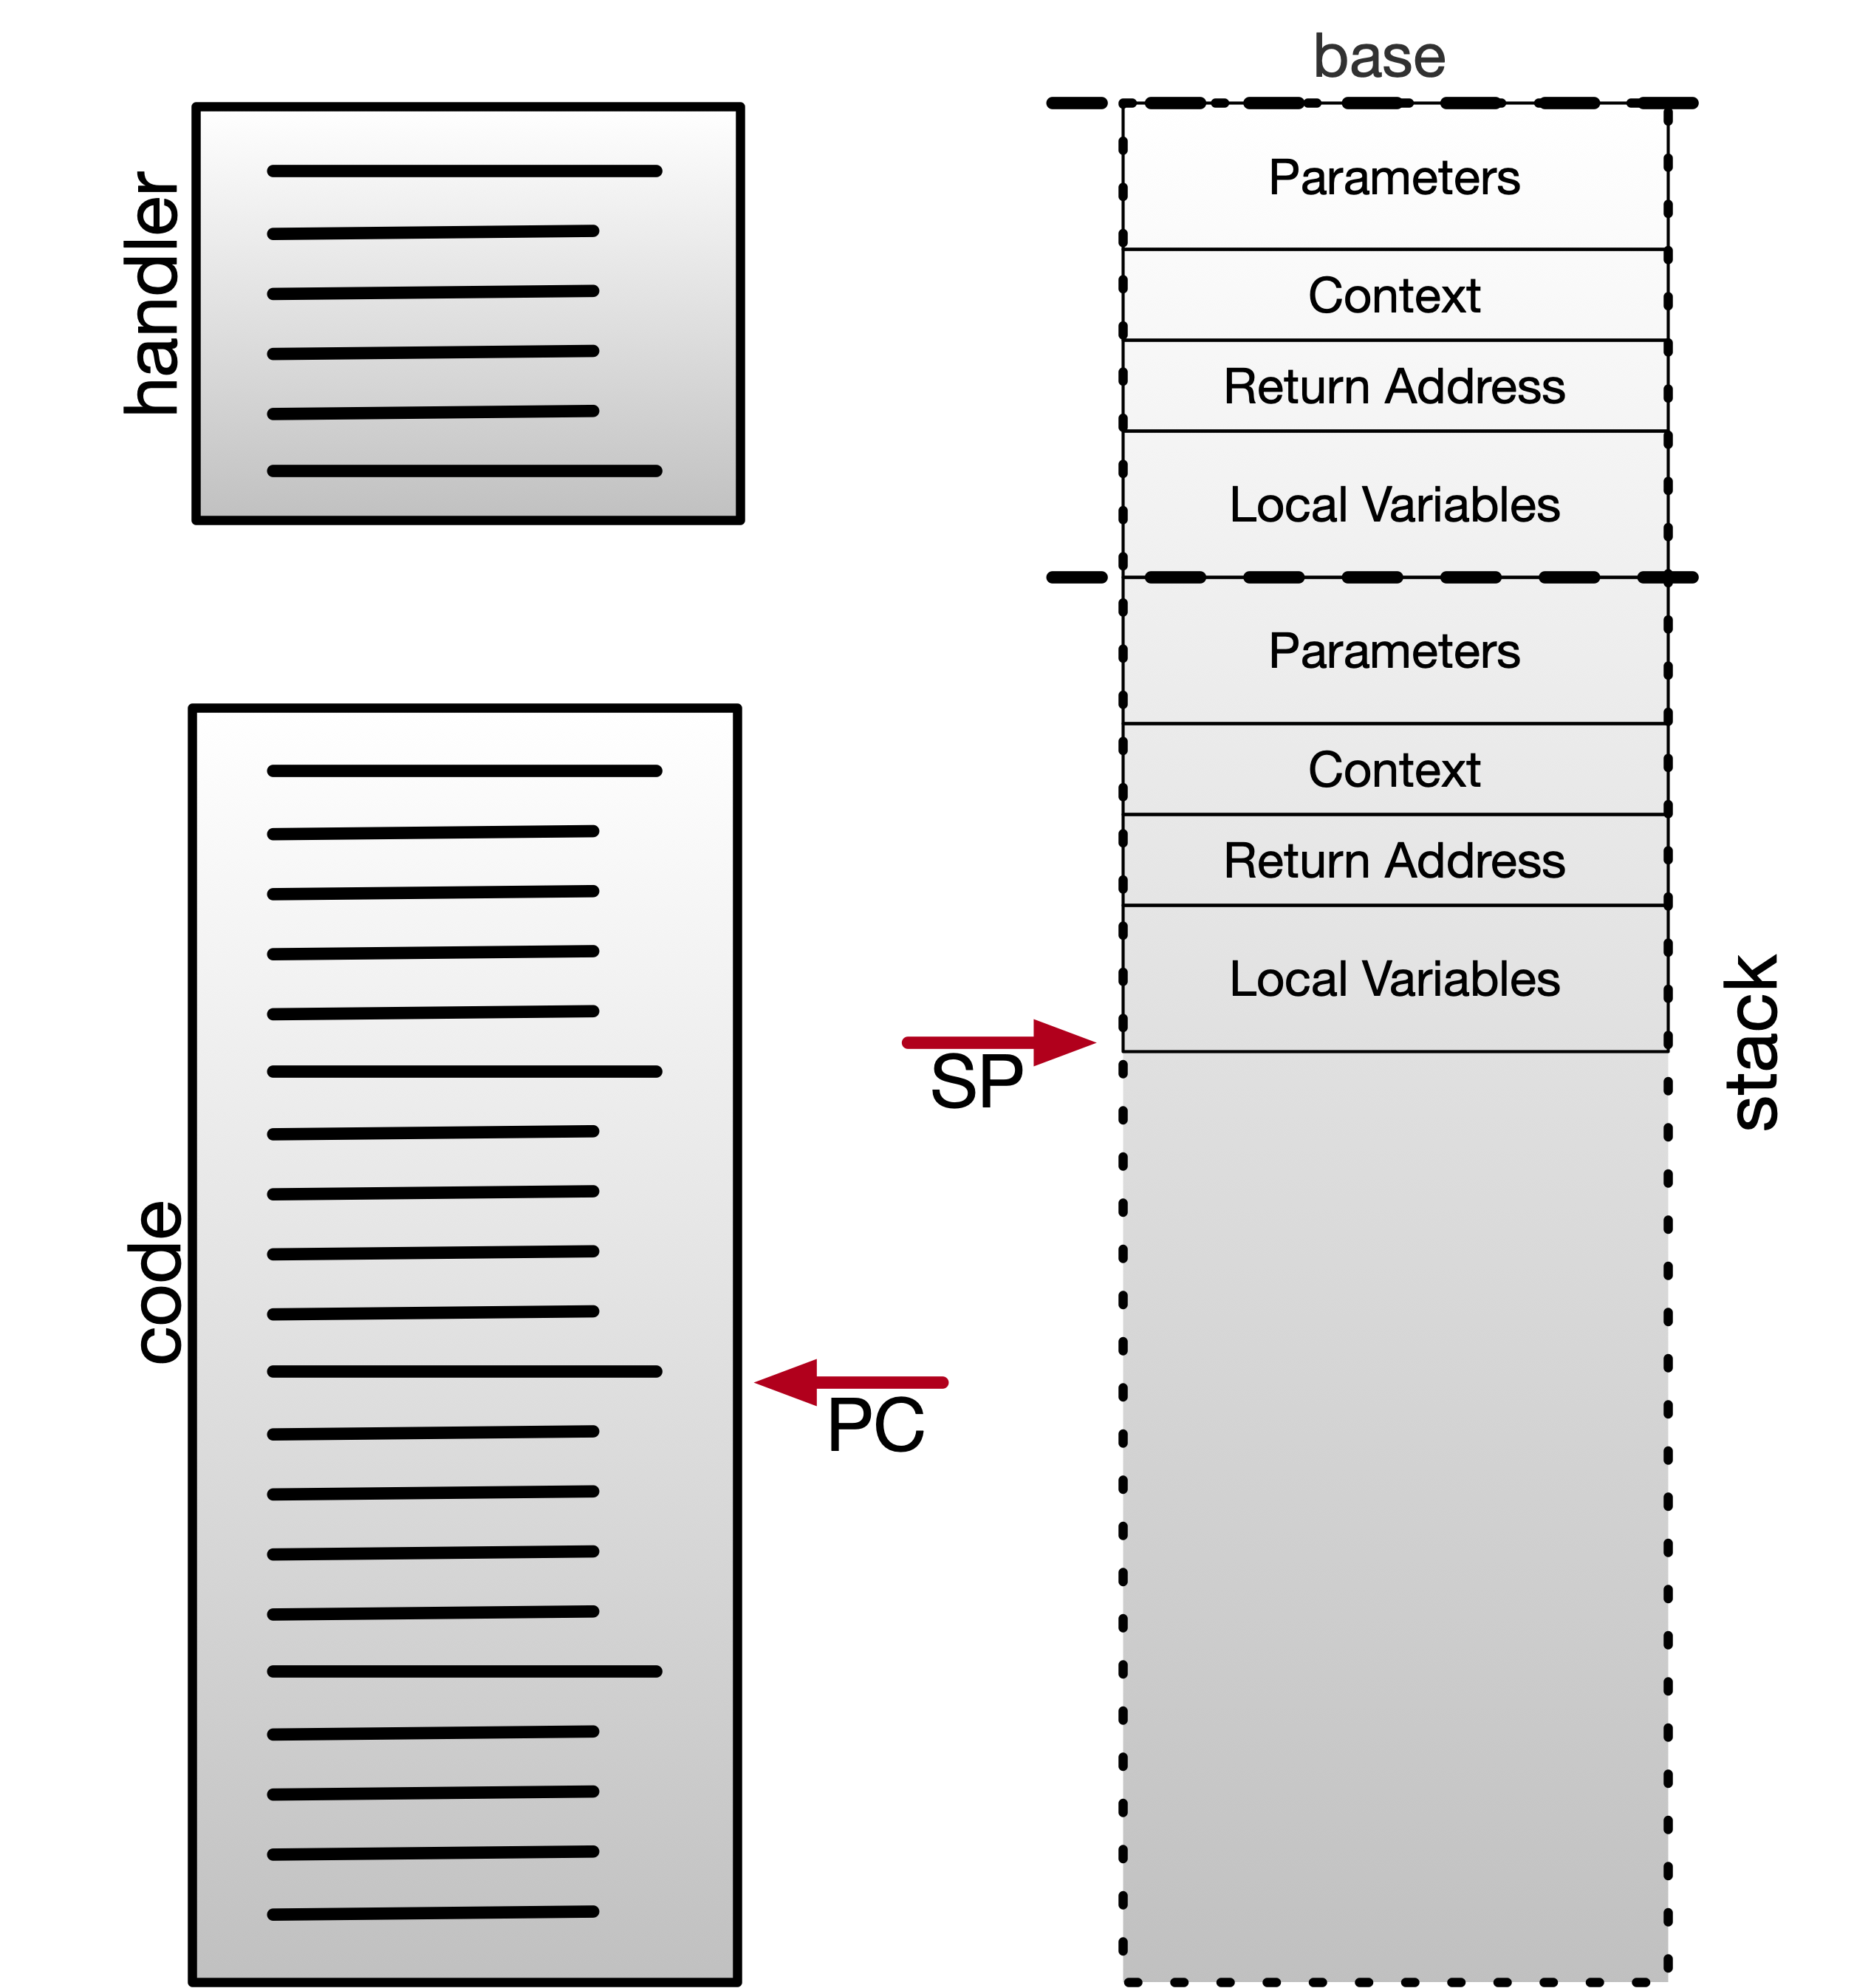 base
handler
Parameters
Context
Return Address
Local Variables
Parameters
Context
Return Address
Local Variables
stack
SP
code
PC